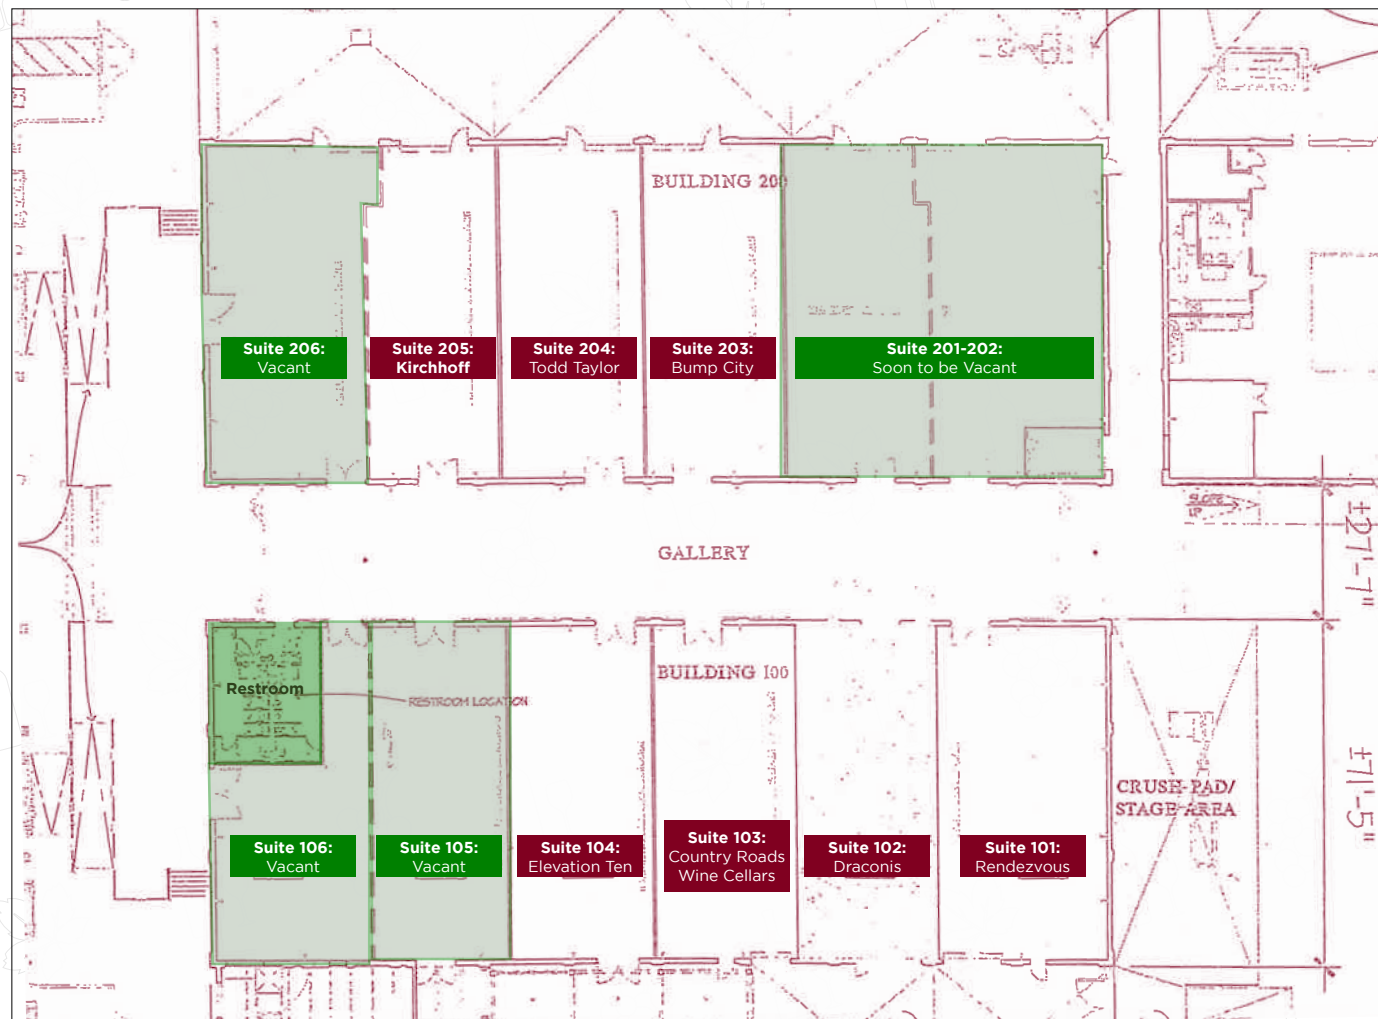 BUILDING 200
Suite 206:
Vacant
Suite 205:
Kirchhoff
Suite 204:
Todd Taylor
Suite 203:
Bump City
Suite 201-202:
Soon to be Vacant
SLOPE
UP
±27'-7"
GALLERY
BUILDING 100
Restroom
RESTROOM LOCATION
±71'-5"
CRUSH-PAD/
STAGE AREA
Suite 106:
Vacant
Suite 105:
Vacant
Suite 104:
Elevation Ten
Suite 103:
Country Roads
Wine Cellars
Suite 102:
Draconis
Suite 101:
Rendezvous